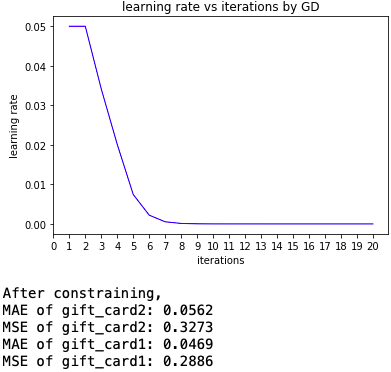 learning rate vs iterations by GD
0.05
0.04
0.03
0.02
0.01
0.00
learning rate
0 1 2 3 4 5 6 7 8 9 10 11 12 13 14 15 16 17 18 19 20
iterations
After constraining,
MAE of gift_card2: 0.0562
MSE of gift_card2: 0.3273
MAE of gift_card1: 0.0469
MSE of gift_card1: 0.2886